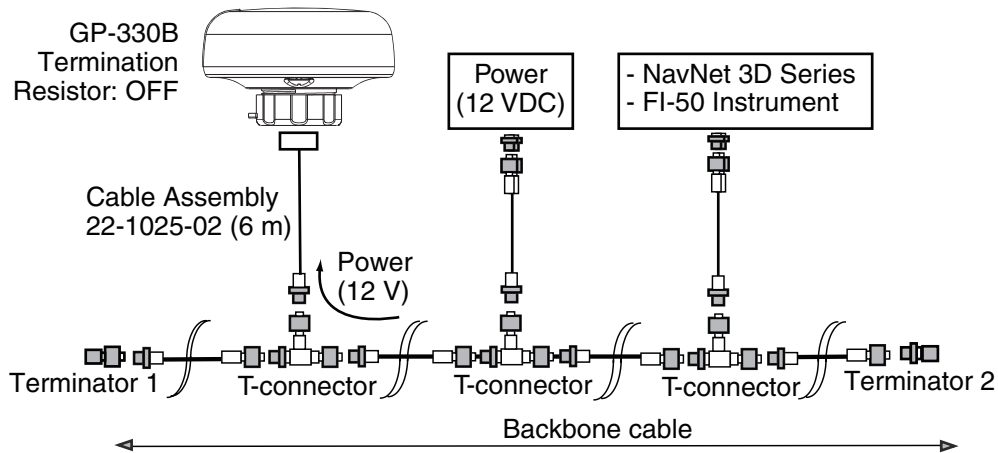 GP-330B
Termination
Resistor: OFF
Power
(12 VDC)
- NavNet 3D Series
- FI-50 Instrument
Cable Assembly
22-1025-02 (6 m)
Power
(12 V)
Terminator 1
T-connector
T-connector
T-connector
Terminator 2
Backbone cable